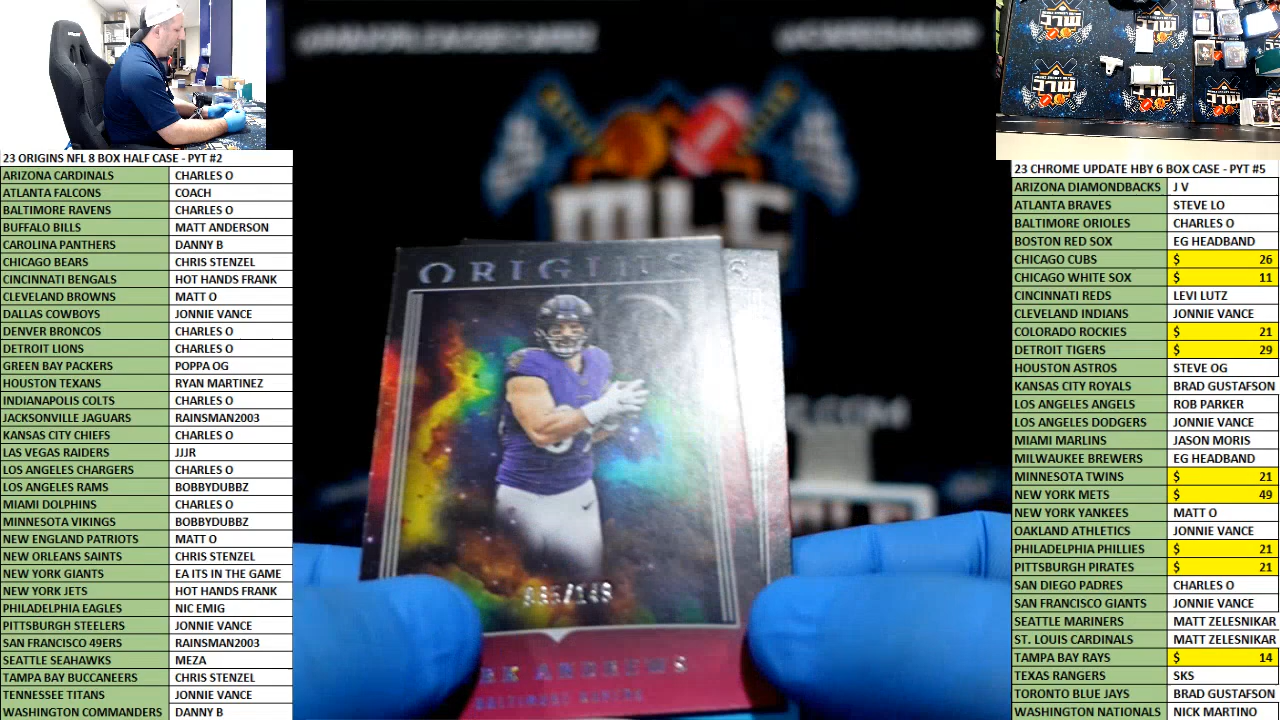 23 ORIGINS NFL 8 BOX HALF CASE - PYT #2
ARIZONA CARDINALS CHARLES O
ATLANTA FALCONS COACH
BALTIMORE RAVENS CHARLES O
BUFFALO BILLS MATT ANDERSON
CAROLINA PANTHERS DANNY B
CHICAGO BEARS CHRIS STENZEL
CINCINNATI BENGALS HOT HANDS FRANK
CLEVELAND BROWNS MATT O
DALLAS COWBOYS JONNIE VANCE
DENVER BRONCOS CHARLES O
DETROIT LIONS CHARLES O
GREEN BAY PACKERS POPPA OG
HOUSTON TEXANS RYAN MARTINEZ
INDIANAPOLIS COLTS CHARLES O
JACKSONVILLE JAGUARS RAINSMAN2003
KANSAS CITY CHIEFS CHARLES O
LAS VEGAS RAIDERS JJJR
LOS ANGELES CHARGERS CHARLES O
LOS ANGELES RAMS BOBBYDUBBZ
MIAMI DOLPHINS CHARLES O
MINNESOTA VIKINGS BOBBYDUBBZ
NEW ENGLAND PATRIOTS MATT O
NEW ORLEANS SAINTS CHRIS STENZEL
NEW YORK GIANTS EA ITS IN THE GAME
NEW YORK JETS HOT HANDS FRANK
PHILADELPHIA EAGLES NIC EMIG
PITTSBURGH STEELERS JONNIE VANCE
SAN FRANCISCO 49ERS RAINSMAN2003
SEATTLE SEAHAWKS MEZA
TAMPA BAY BUCCANEERS CHRIS STENZEL
TENNESSEE TITANS JONNIE VANCE
WASHINGTON COMMANDERS DANNY B
MLC
ORIGINS
ANDREWS
BALTIMORE RAVENS
23 CHROME UPDATE HBY 6 BOX CASE - PYT #5
ARIZONA DIAMONDBACKS J V
ATLANTA BRAVES STEVE LO
BALTIMORE ORIOLES CHARLES O
BOSTON RED SOX EG HEADBAND
CHICAGO CUBS $ 26
CHICAGO WHITE SOX $ 11
CINCINNATI REDS LEVI LUTZ
CLEVELAND INDIANS JONNIE VANCE
COLORADO ROCKIES $ 21
DETROIT TIGERS $ 29
HOUSTON ASTROS STEVE OG
KANSAS CITY ROYALS BRAD GUSTAFSON
LOS ANGELES ANGELS ROB PARKER
LOS ANGELES DODGERS JONNIE VANCE
MIAMI MARLINS JASON MORIS
MILWAUKEE BREWERS EG HEADBAND
MINNESOTA TWINS $ 21
NEW YORK METS $ 49
NEW YORK YANKEES MATT O
OAKLAND ATHLETICS JONNIE VANCE
PHILADELPHIA PHILLIES $ 21
PITTSBURGH PIRATES $ 21
SAN DIEGO PADRES CHARLES O
SAN FRANCISCO GIANTS JONNIE VANCE
SEATTLE MARINERS MATT ZELESNIKAR
ST. LOUIS CARDINALS MATT ZELESNIKAR
TAMPA BAY RAYS $ 14
TEXAS RANGERS SKS
TORONTO BLUE JAYS BRAD GUSTAFSON
WASHINGTON NATIONALS NICK MARTINO